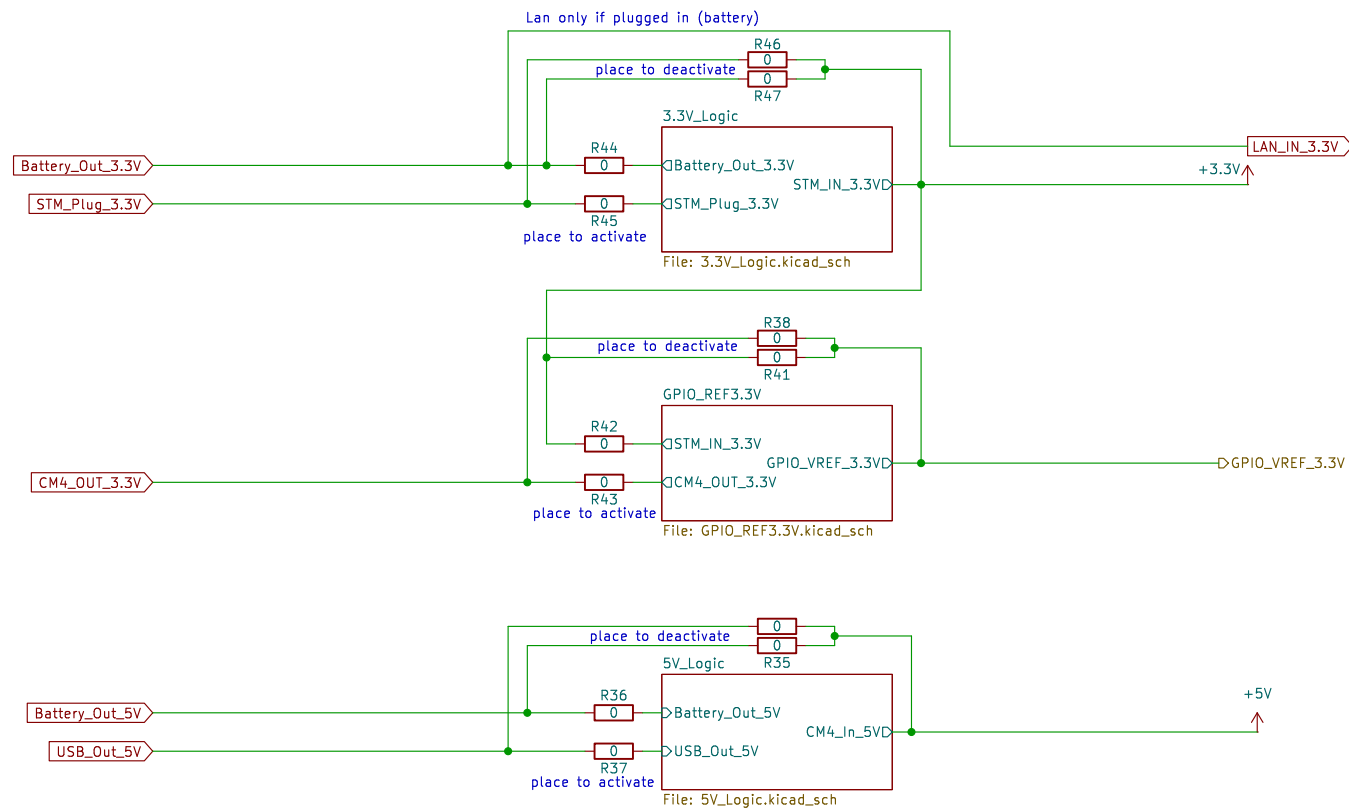 Lan only if plugged in (battery)
R46
0
place to deactivate
0
R47
3.3V_Logic
R44
Battery_Out_3.3V
0
Battery_Out_3.3V
LAN_IN_3.3V
+3.3V
STM_IN_3.3V
STM_Plug_3.3V
0
STM_Plug_3.3V
R45
place to activate
File: 3.3V_Logic.kicad_sch
R38
0
place to deactivate
0
R41
GPIO_REF3.3V
R42
0
STM_IN_3.3V
GPIO_VREF_3.3V
GPIO_VREF_3.3V
CM4_OUT_3.3V
0
CM4_OUT_3.3V
R43
place to activate
File: GPIO_REF3.3V.kicad_sch
0
place to deactivate
0
R35
5V_Logic
R36
+5V
Battery_Out_5V
0
Battery_Out_5V
CM4_In_5V
USB_Out_5V
0
USB_Out_5V
R37
place to activate
File: 5V_Logic.kicad_sch